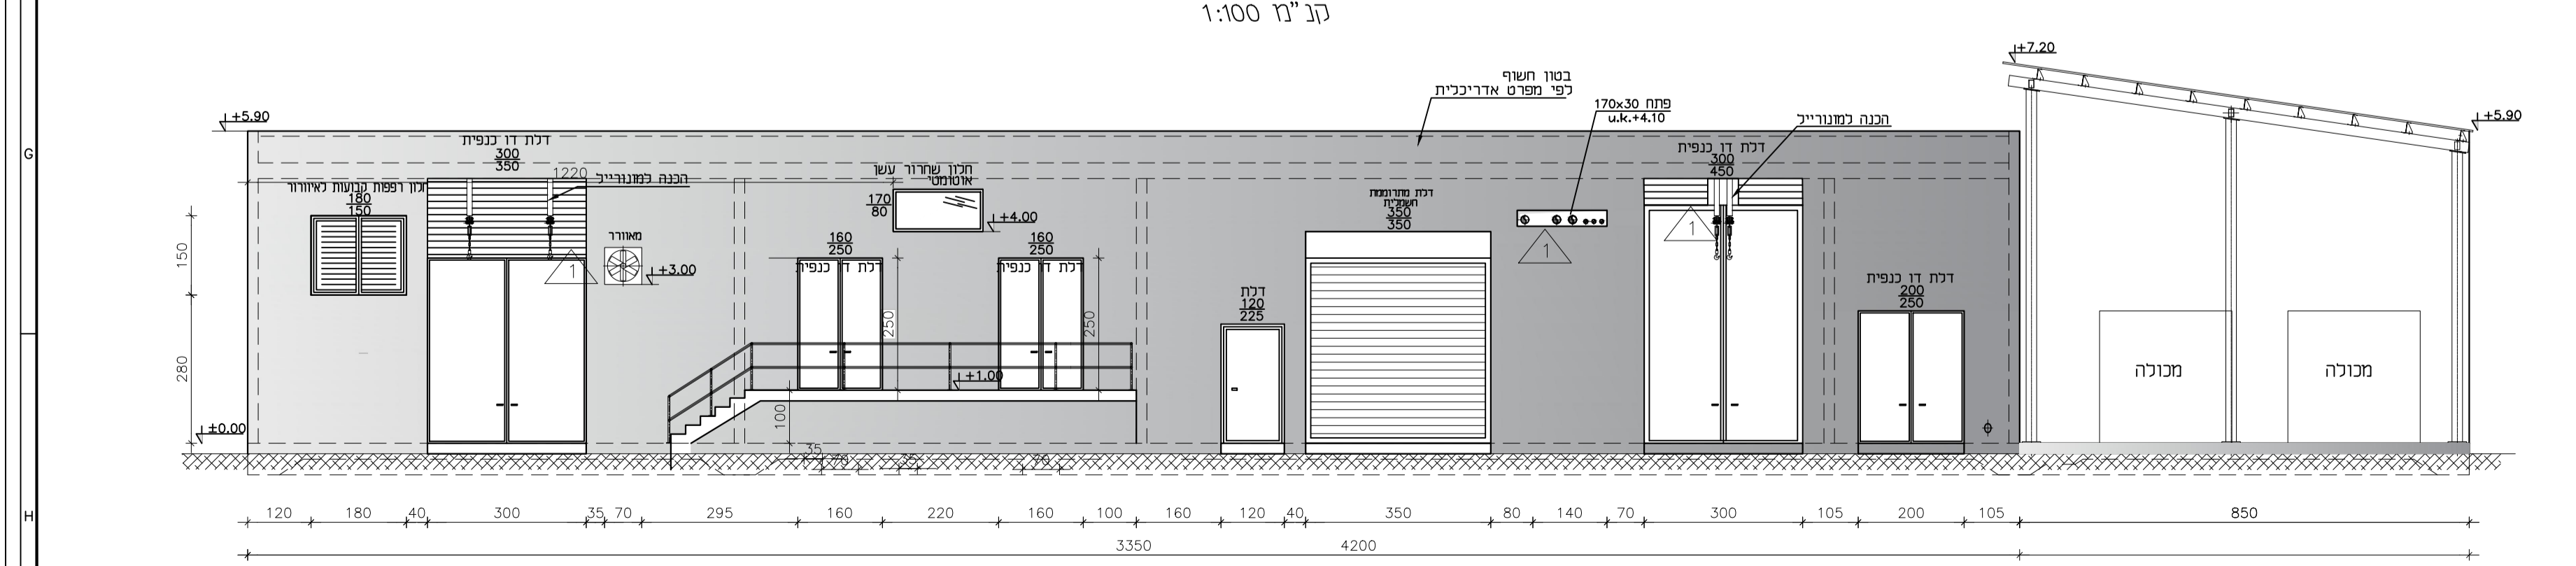 קנ"מ 1:100
+7.20
בטון חשוף
לפי מפרט אדריכלית
פתח 170x30
u.k.+4.10
הכנה למונורייל
+5.90
+5.90
דלת דו כנפית
300
350
1220
הכנה למונורייל
חלון רפפות קבועות לאיוורור
180
150
חלון שחרור עשן
אוטומטי
170
80
+4.00
דלת מתרוממת
חשמלית
350
350
דלת דו כנפית
300
450
מאוורר
+3.00
1
160
250
דלת דו כנפית
160
250
דלת דו כנפית
1
1
דלת
120
225
דלת דו כנפית
200
250
150
280
250
250
+1.00
100
±0.00
מכולה
מכולה
35
70
35
70
G
H
120 180 40 300 35 70 295 160 220 160 100 160 120 40 350 80 140 70 300 105 200 105 850
3350 4200